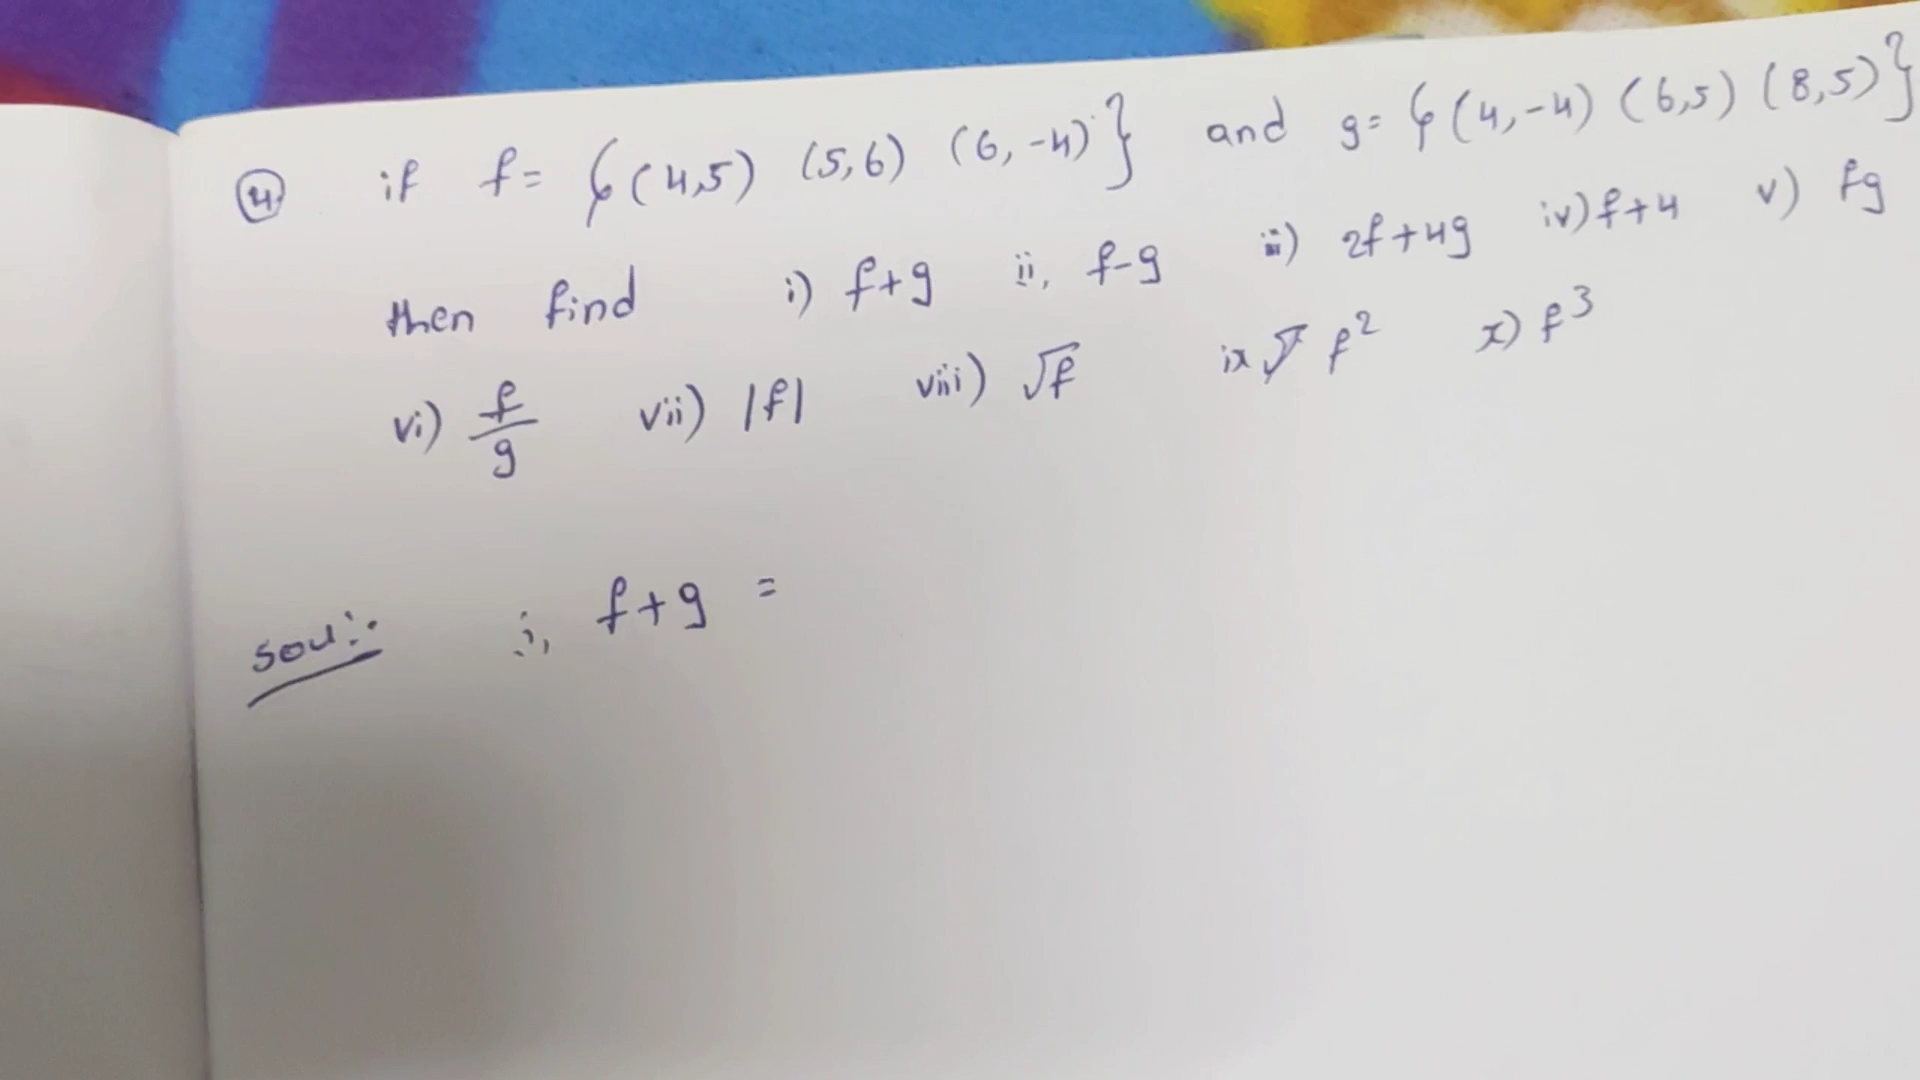 ④ if f= {(4,5) (5,6) (6,-4)} and g= {(4,-4) (6,5) (8,5)}
then find i) f+g ii, f-g iii) 2f+4g iv) f+4 v) fg
vi) f/g vii) |f| viii) √f ix) f² x) f³
Sol:- i, f+g =